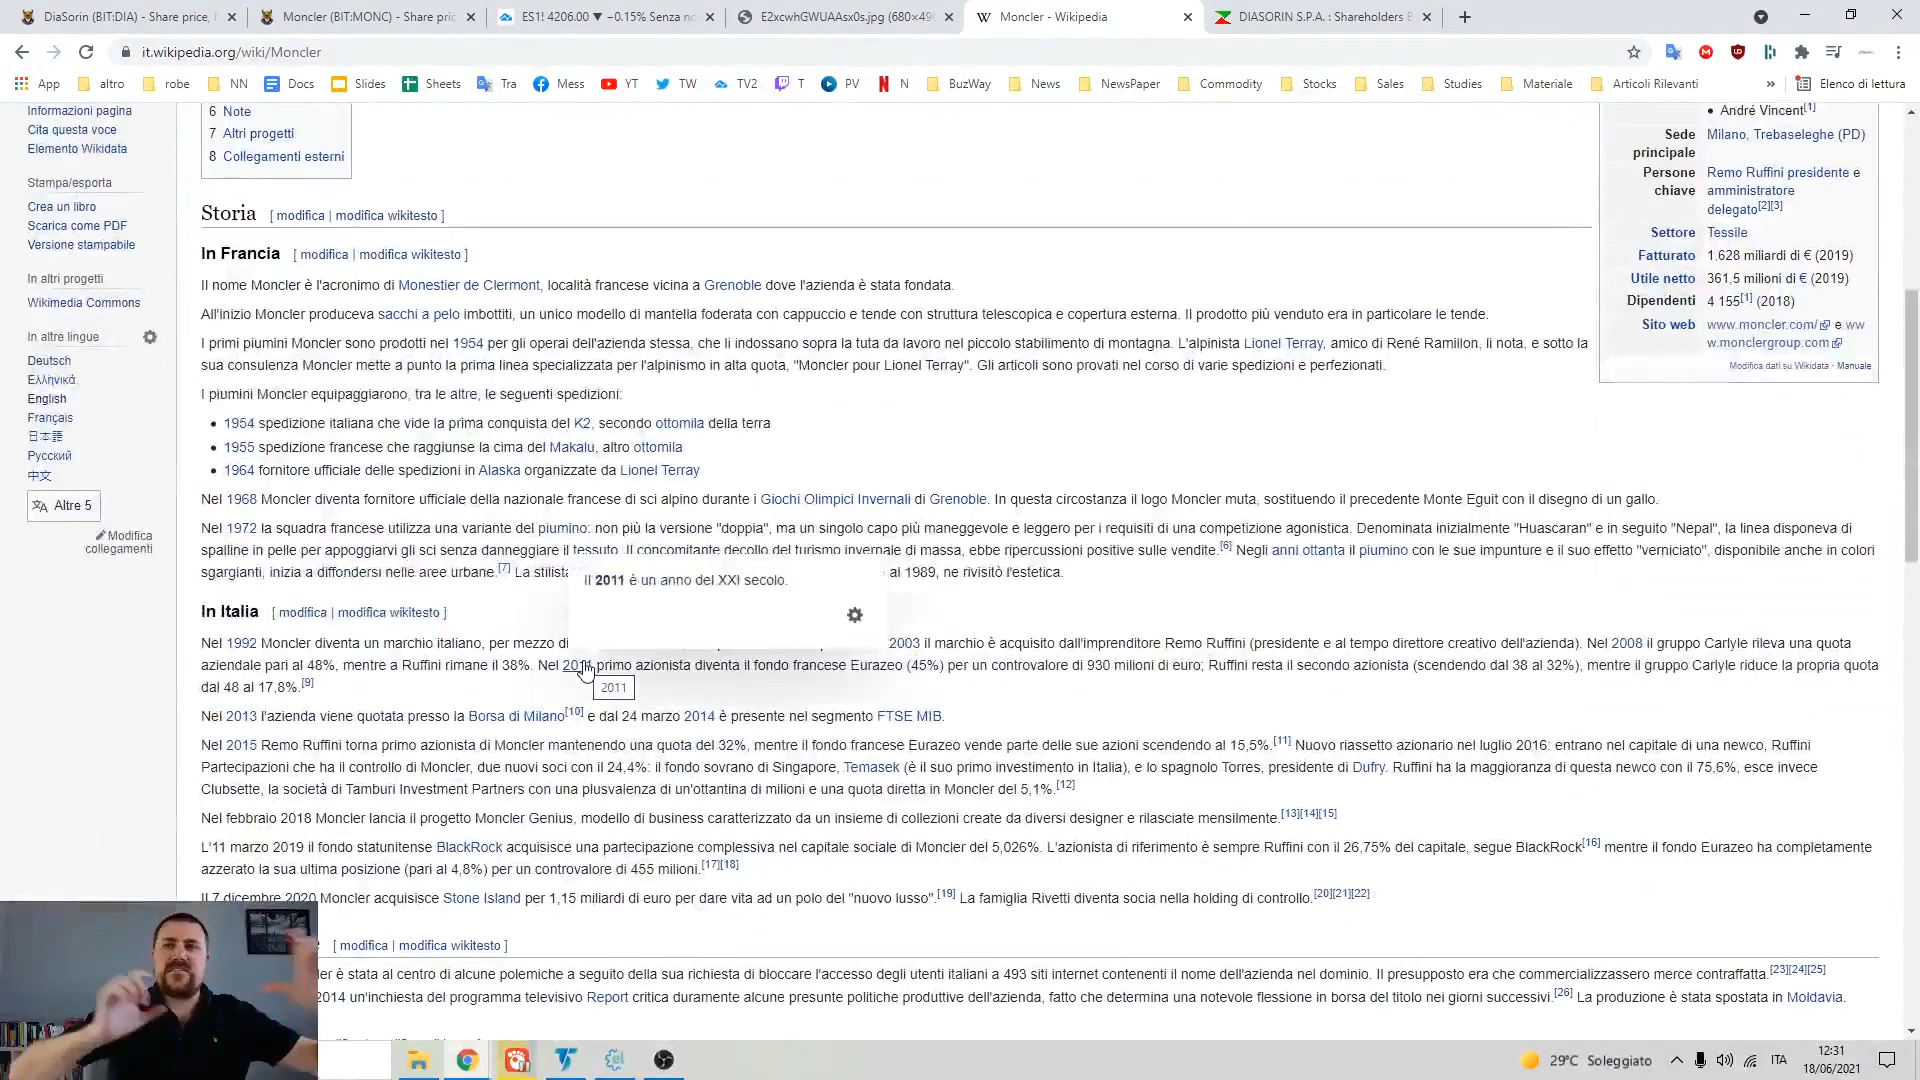 DiaSorin (BIT:DIA) - Share price,
Moncler (BIT:MONC) - Share price
ES1! 4206.00 ▼ −0.15% Senza no
E2xcwhGWUAAsx0s.jpg (680×49
Moncler - Wikipedia
DIASORIN S.P.A. : Shareholders B
it.wikipedia.org/wiki/Moncler
App altro robe NN Docs Slides Sheets Tra Mess YT TW TV2 T PV N BuzWay News NewsPaper Commodity Stocks Sales Studies Materiale Articoli Rilevanti » Elenco di lettura
Informazioni pagina
Cita questa voce
Elemento Wikidata
Stampa/esporta
Crea un libro
Scarica come PDF
Versione stampabile
In altri progetti
Wikimedia Commons
In altre lingue
Deutsch
Ελληνικά
English
Français
日本語
Русский
中文
Altre 5
Modifica
collegamenti
6 Note
7 Altri progetti
8 Collegamenti esterni
Storia [ modifica | modifica wikitesto ]
In Francia [ modifica | modifica wikitesto ]
Il nome Moncler è l'acronimo di Monestier de Clermont, località francese vicina a Grenoble dove l'azienda è stata fondata.
All'inizio Moncler produceva sacchi a pelo imbottiti, un unico modello di mantella foderata con cappuccio e tende con struttura telescopica e copertura esterna. Il prodotto più venduto era in particolare le tende.
I primi piumini Moncler sono prodotti nel 1954 per gli operai dell'azienda stessa, che li indossano sopra la tuta da lavoro nel piccolo stabilimento di montagna. L'alpinista Lionel Terray, amico di René Ramillon, li nota, e sotto la
sua consulenza Moncler mette a punto la prima linea specializzata per l'alpinismo in alta quota, "Moncler pour Lionel Terray". Gli articoli sono provati nel corso di varie spedizioni e perfezionati.
I piumini Moncler equipaggiarono, tra le altre, le seguenti spedizioni:
• 1954 spedizione italiana che vide la prima conquista del K2, secondo ottomila della terra
• 1955 spedizione francese che raggiunse la cima del Makalu, altro ottomila
• 1964 fornitore ufficiale delle spedizioni in Alaska organizzate da Lionel Terray
Nel 1968 Moncler diventa fornitore ufficiale della nazionale francese di sci alpino durante i Giochi Olimpici Invernali di Grenoble. In questa circostanza il logo Moncler muta, sostituendo il precedente Monte Eguit con il disegno di un gallo.
Nel 1972 la squadra francese utilizza una variante del piumino: non più la versione "doppia", ma un singolo capo più maneggevole e leggero per i requisiti di una competizione agonistica. Denominata inizialmente "Huascaran" e in seguito "Nepal", la linea disponeva di
spalline in pelle per appoggiarvi gli sci senza danneggiare il tessuto. Il concomitante decollo del turismo invernale di massa, ebbe ripercussioni positive sulle vendite.[6] Negli anni ottanta il piumino con le sue impunture e il suo effetto "verniciato", disponibile anche in colori
sgargianti, inizia a diffondersi nelle aree urbane.[7] La stilista al 1989, ne rivisitò l'estetica.
Il 2011 è un anno del XXI secolo.
In Italia [ modifica | modifica wikitesto ]
Nel 1992 Moncler diventa un marchio italiano, per mezzo di 2003 il marchio è acquisito dall'imprenditore Remo Ruffini (presidente e al tempo direttore creativo dell'azienda). Nel 2008 il gruppo Carlyle rileva una quota
aziendale pari al 48%, mentre a Ruffini rimane il 38%. Nel 2011 primo azionista diventa il fondo francese Eurazeo (45%) per un controvalore di 930 milioni di euro; Ruffini resta il secondo azionista (scendendo dal 38 al 32%), mentre il gruppo Carlyle riduce la propria quota
dal 48 al 17,8%.[9]
2011
Nel 2013 l'azienda viene quotata presso la Borsa di Milano[10] e dal 24 marzo 2014 è presente nel segmento FTSE MIB.
Nel 2015 Remo Ruffini torna primo azionista di Moncler mantenendo una quota del 32%, mentre il fondo francese Eurazeo vende parte delle sue azioni scendendo al 15,5%.[11] Nuovo riassetto azionario nel luglio 2016: entrano nel capitale di una newco, Ruffini
Partecipazioni che ha il controllo di Moncler, due nuovi soci con il 24,4%: il fondo sovrano di Singapore, Temasek (è il suo primo investimento in Italia), e lo spagnolo Torres, presidente di Dufry. Ruffini ha la maggioranza di questa newco con il 75,6%, esce invece
Clubsette, la società di Tamburi Investment Partners con una plusvalenza di un'ottantina di milioni e una quota diretta in Moncler del 5,1%.[12]
Nel febbraio 2018 Moncler lancia il progetto Moncler Genius, modello di business caratterizzato da un insieme di collezioni create da diversi designer e rilasciate mensilmente.[13][14][15]
L'11 marzo 2019 il fondo statunitense BlackRock acquisisce una partecipazione complessiva nel capitale sociale di Moncler del 5,026%. L'azionista di riferimento è sempre Ruffini con il 26,75% del capitale, segue BlackRock[16] mentre il fondo Eurazeo ha completamente
azzerato la sua ultima posizione (pari al 4,8%) per un controvalore di 455 milioni.[17][18]
Il 7 dicembre 2020 Moncler acquisisce Stone Island per 1,15 miliardi di euro per dare vita ad un polo del "nuovo lusso".[19] La famiglia Rivetti diventa socia nella holding di controllo.[20][21][22]
[ modifica | modifica wikitesto ]
ler è stata al centro di alcune polemiche a seguito della sua richiesta di bloccare l'accesso degli utenti italiani a 493 siti internet contenenti il nome dell'azienda nel dominio. Il presupposto era che commercializzassero merce contraffatta.[23][24][25]
2014 un'inchiesta del programma televisivo Report critica duramente alcune presunte politiche produttive dell'azienda, fatto che determina una notevole flessione in borsa del titolo nei giorni successivi.[26] La produzione è stata spostata in Moldavia.
• André Vincent[1]
Sede principale Milano, Trebaseleghe (PD)
Persone chiave Remo Ruffini presidente e
amministratore
delegato[2][3]
Settore Tessile
Fatturato 1,628 miliardi di € (2019)
Utile netto 361,5 milioni di € (2019)
Dipendenti 4 155[1] (2018)
Sito web www.moncler.com/ e ww
w.monclergroup.com
Modifica dati su Wikidata · Manuale
29°C Soleggiato ITA 12:31
18/06/2021